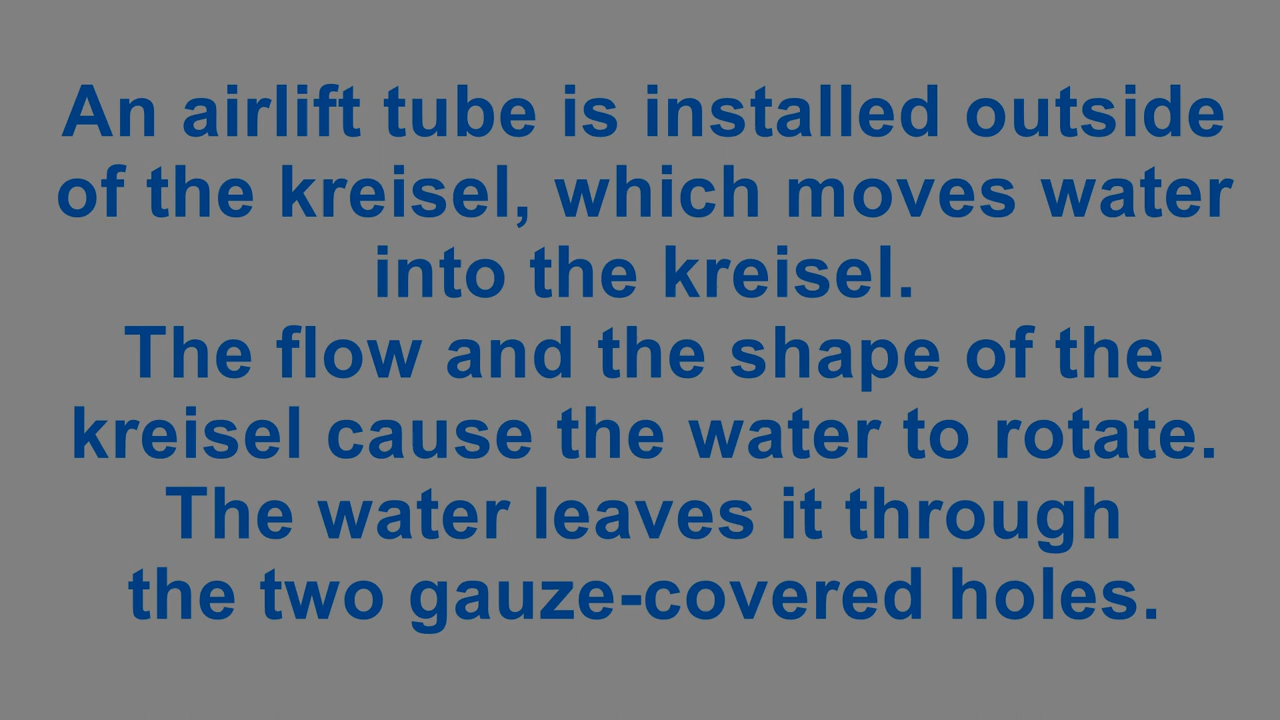 An airlift tube is installed outside
of the kreisel, which moves water
into the kreisel.
The flow and the shape of the
kreisel cause the water to rotate.
The water leaves it through
the two gauze-covered holes.